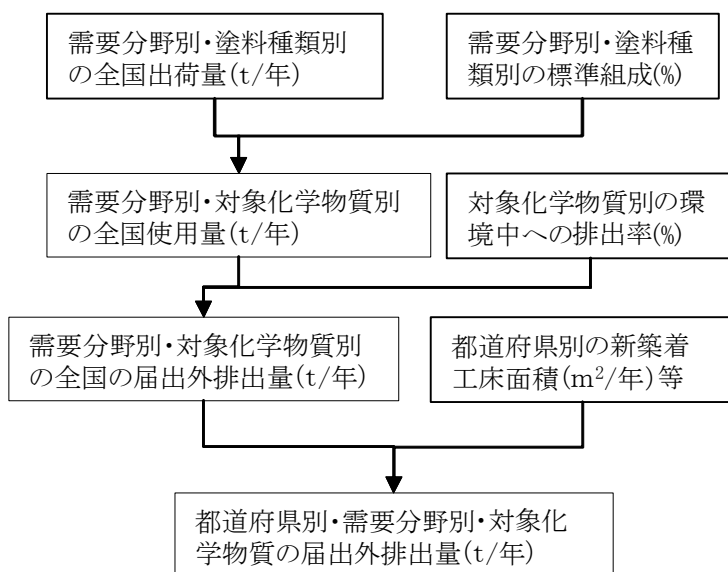 需要分野別・塗料種類別
の全国出荷量(t/年)
需要分野別・塗料種
類別の標準組成(%)
需要分野別・対象化学物質別
の全国使用量(t/年)
対象化学物質別の環
境中への排出率(%)
需要分野別・対象化学物質別
の全国の届出外排出量(t/年)
都道府県別の新築着
工床面積(m²/年)等
都道府県別・需要分野別・対象化
学物質の届出外排出量(t/年)